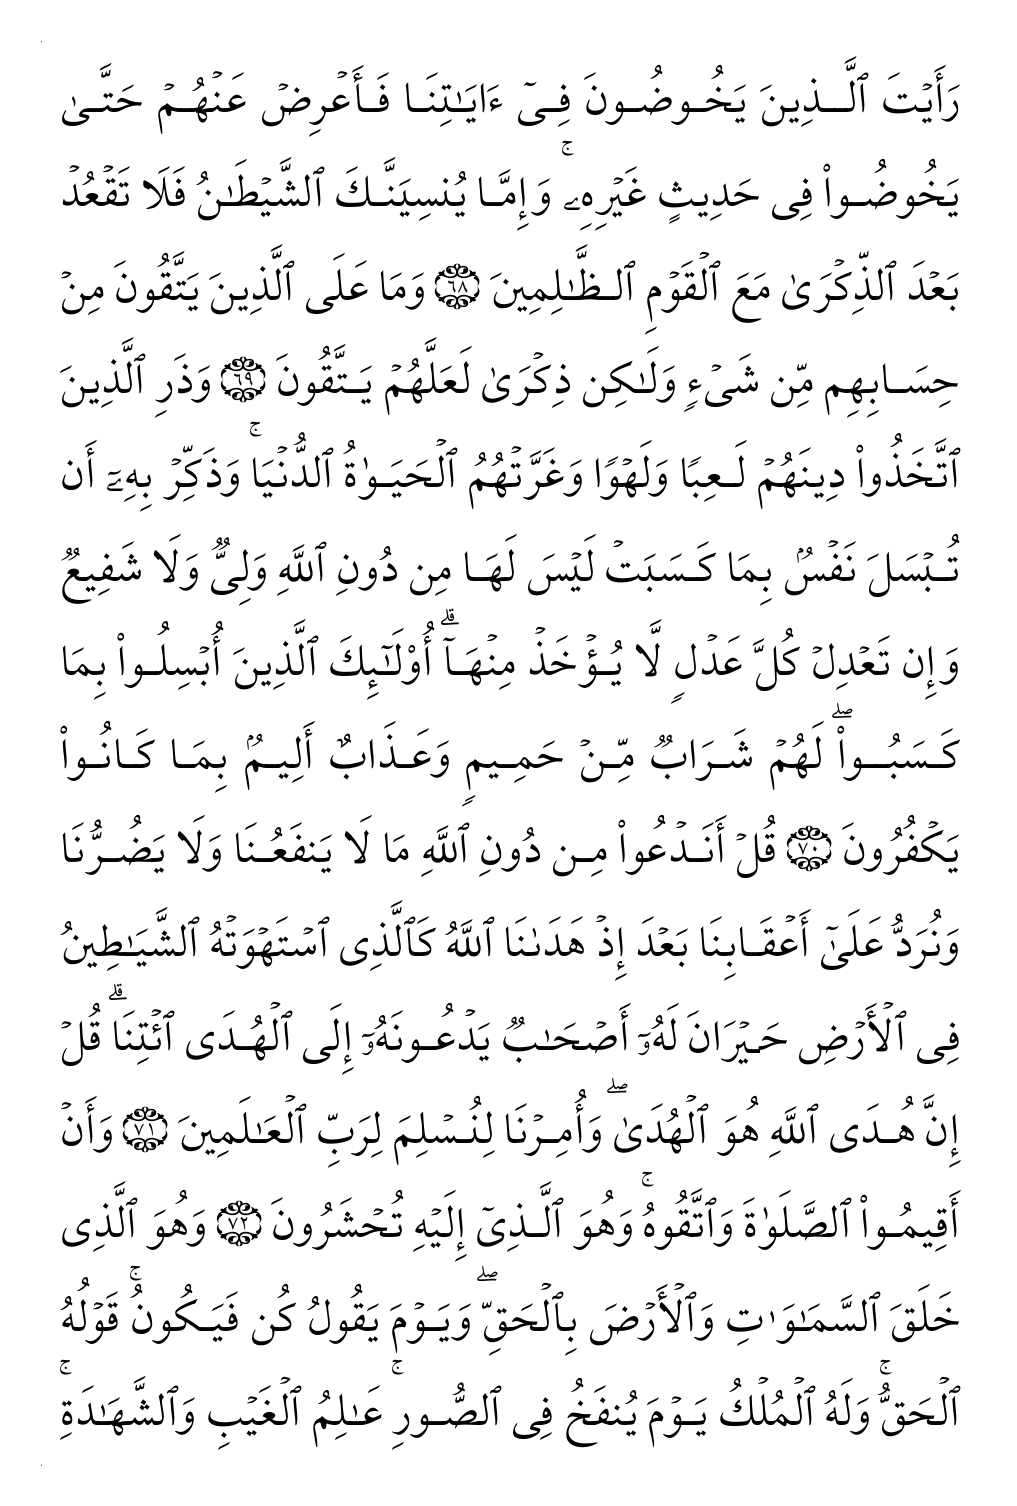 رَأَيۡتَ ٱلَّذِينَ يَخُوضُونَ فِيٓ ءَايَٰتِنَا فَأَعۡرِضۡ عَنۡهُمۡ حَتَّىٰ
يَخُوضُواْ فِي حَدِيثٍ غَيۡرِهِۦۚ وَإِمَّا يُنسِيَنَّكَ ٱلشَّيۡطَٰنُ فَلَا تَقۡعُدۡ
بَعۡدَ ٱلذِّكۡرَىٰ مَعَ ٱلۡقَوۡمِ ٱلظَّٰلِمِينَ ٦٨ وَمَا عَلَى ٱلَّذِينَ يَتَّقُونَ مِنۡ
حِسَابِهِم مِّن شَيۡءٖ وَلَٰكِن ذِكۡرَىٰ لَعَلَّهُمۡ يَتَّقُونَ ٦٩ وَذَرِ ٱلَّذِينَ
ٱتَّخَذُواْ دِينَهُمۡ لَعِبٗا وَلَهۡوٗا وَغَرَّتۡهُمُ ٱلۡحَيَوٰةُ ٱلدُّنۡيَاۚ وَذَكِّرۡ بِهِۦٓ أَن
تُبۡسَلَ نَفۡسُۢ بِمَا كَسَبَتۡ لَيۡسَ لَهَا مِن دُونِ ٱللَّهِ وَلِيّٞ وَلَا شَفِيعٞ
وَإِن تَعۡدِلۡ كُلَّ عَدۡلٖ لَّا يُؤۡخَذۡ مِنۡهَآۗ أُوْلَٰٓئِكَ ٱلَّذِينَ أُبۡسِلُواْ بِمَا
كَسَبُواْۖ لَهُمۡ شَرَابٞ مِّنۡ حَمِيمٖ وَعَذَابٌ أَلِيمُۢ بِمَا كَانُواْ
يَكۡفُرُونَ ٧٠ قُلۡ أَنَدۡعُواْ مِن دُونِ ٱللَّهِ مَا لَا يَنفَعُنَا وَلَا يَضُرُّنَا
وَنُرَدُّ عَلَىٰٓ أَعۡقَابِنَا بَعۡدَ إِذۡ هَدَىٰنَا ٱللَّهُ كَٱلَّذِي ٱسۡتَهۡوَتۡهُ ٱلشَّيَٰطِينُ
فِي ٱلۡأَرۡضِ حَيۡرَانَ لَهُۥٓ أَصۡحَٰبٞ يَدۡعُونَهُۥٓ إِلَى ٱلۡهُدَى ٱئۡتِنَاۗ قُلۡ
إِنَّ هُدَى ٱللَّهِ هُوَ ٱلۡهُدَىٰۖ وَأُمِرۡنَا لِنُسۡلِمَ لِرَبِّ ٱلۡعَٰلَمِينَ ٧١ وَأَنۡ
أَقِيمُواْ ٱلصَّلَوٰةَ وَٱتَّقُوهُۚ وَهُوَ ٱلَّذِيٓ إِلَيۡهِ تُحۡشَرُونَ ٧٢ وَهُوَ ٱلَّذِي
خَلَقَ ٱلسَّمَٰوَٰتِ وَٱلۡأَرۡضَ بِٱلۡحَقِّۖ وَيَوۡمَ يَقُولُ كُن فَيَكُونُۚ قَوۡلُهُ
ٱلۡحَقُّۚ وَلَهُ ٱلۡمُلۡكُ يَوۡمَ يُنفَخُ فِي ٱلصُّورِۚ عَٰلِمُ ٱلۡغَيۡبِ وَٱلشَّهَٰدَةِۚ